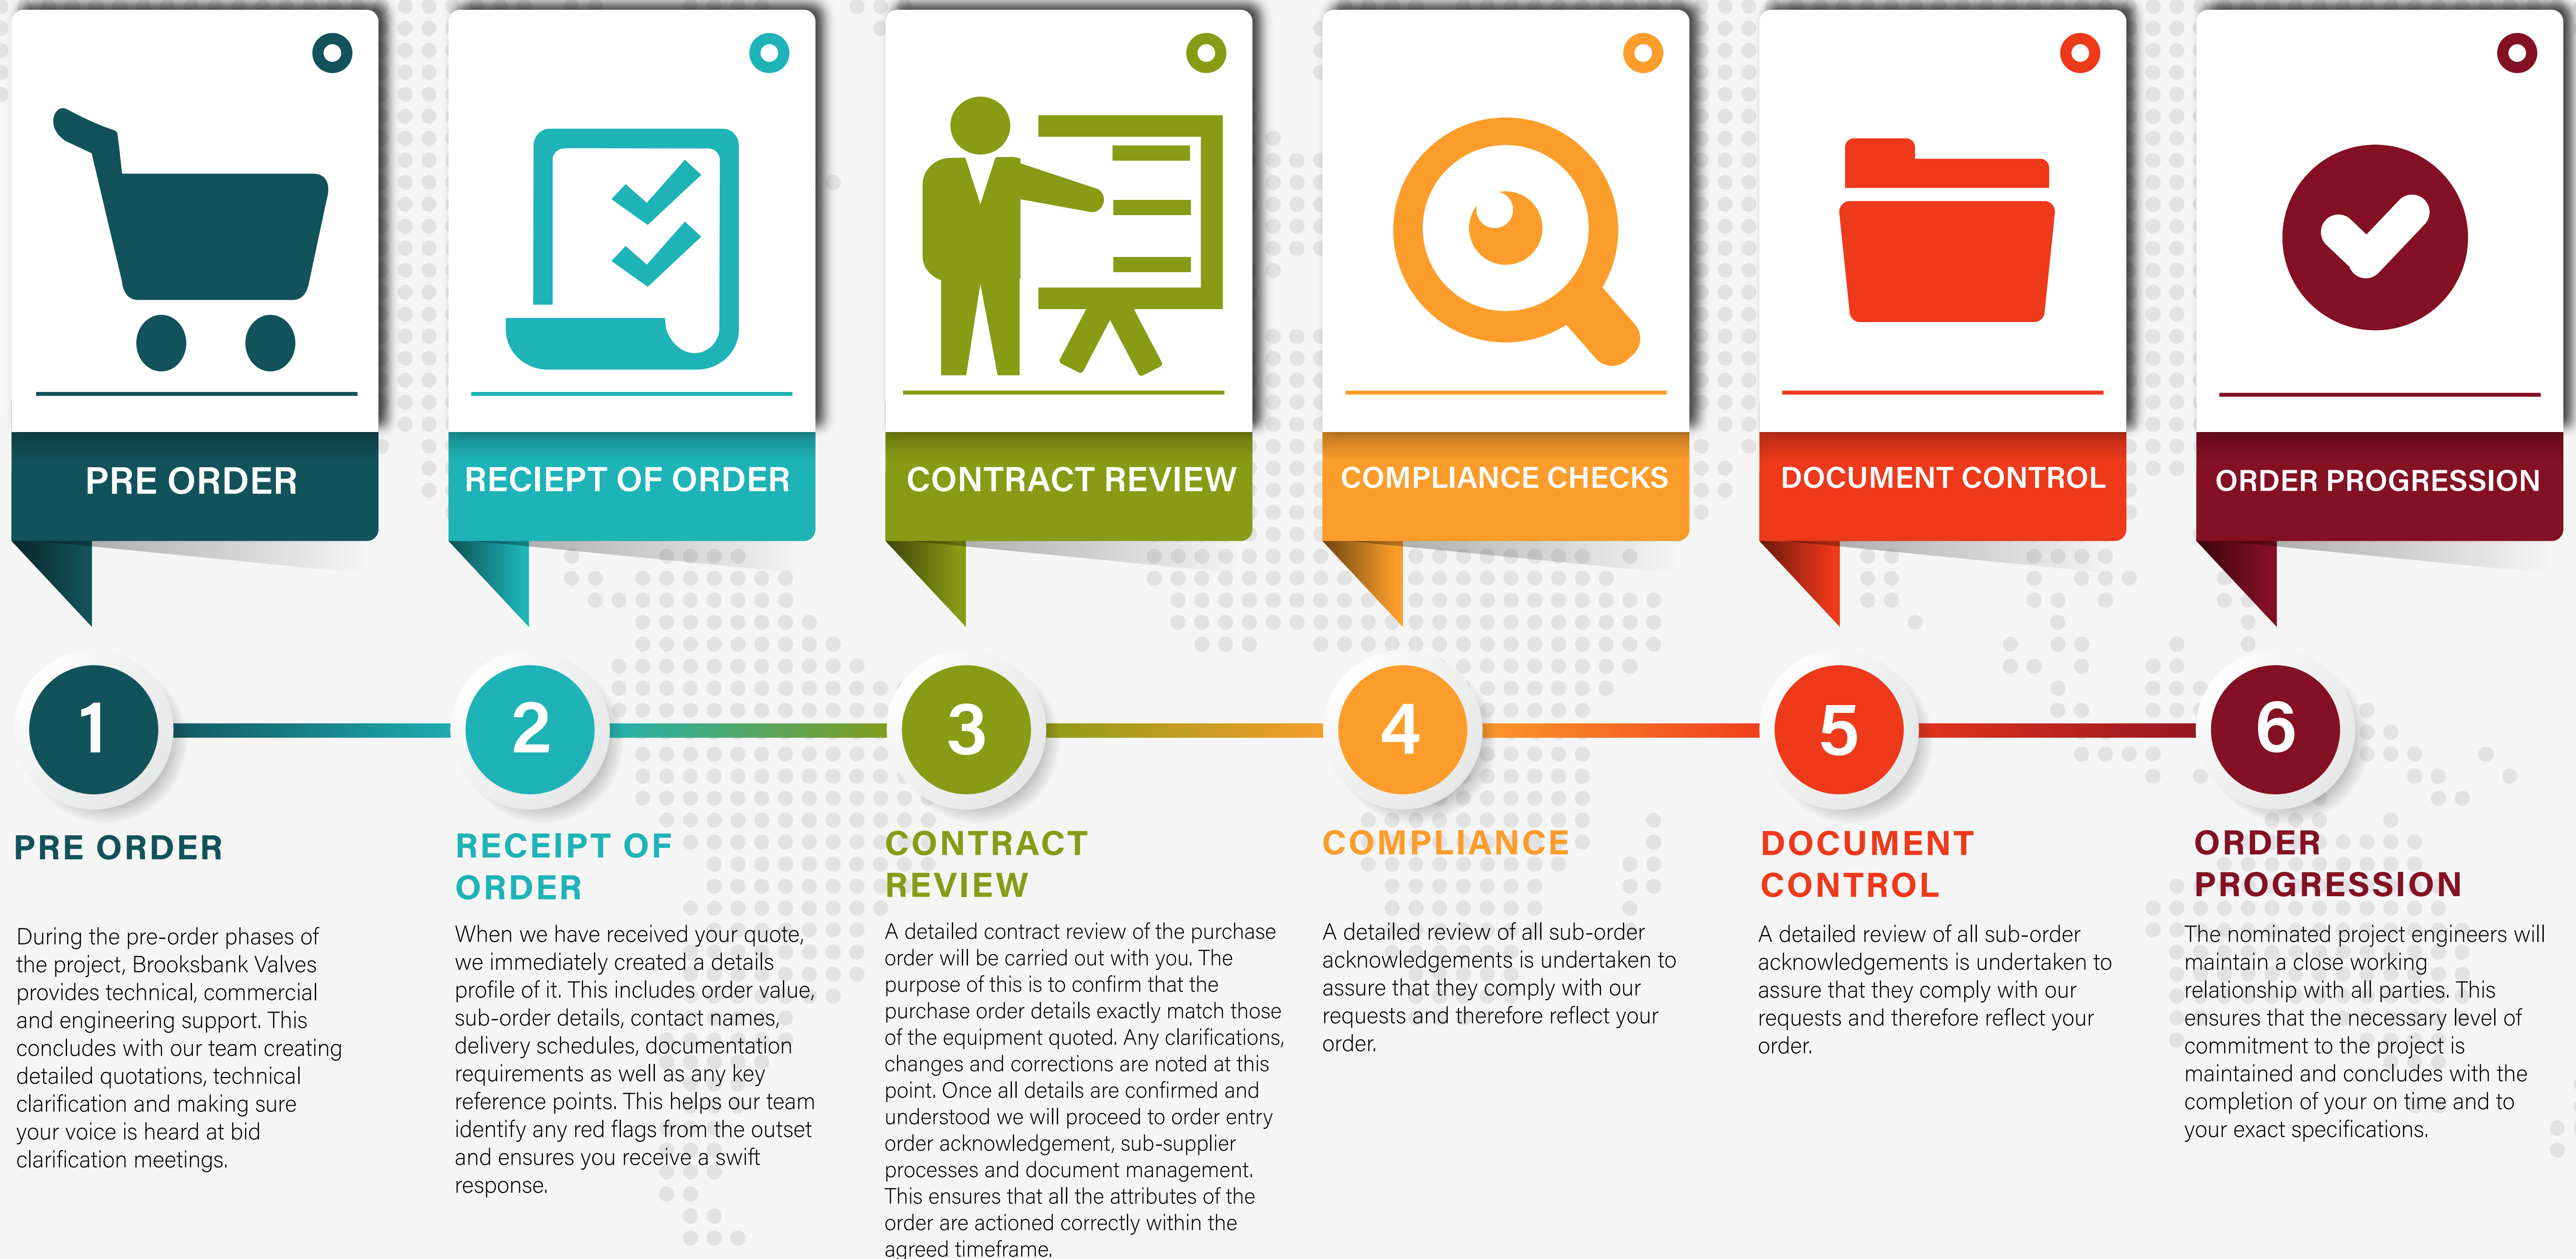 PRE ORDER
RECIEPT OF ORDER
CONTRACT REVIEW
COMPLIANCE CHECKS
DOCUMENT CONTROL
ORDER PROGRESSION
1
2
3
4
5
6
PRE ORDER
During the pre-order phases of
the project, Brooksbank Valves
provides technical, commercial
and engineering support. This
concludes with our team creating
detailed quotations, technical
clarification and making sure
your voice is heard at bid
clarification meetings.
RECEIPT OF
ORDER
When we have received your quote,
we immediately created a details
profile of it. This includes order value,
sub-order details, contact names,
delivery schedules, documentation
requirements as well as any key
reference points. This helps our team
identify any red flags from the outset
and ensures you receive a swift
response.
CONTRACT
REVIEW
A detailed contract review of the purchase
order will be carried out with you. The
purpose of this is to confirm that the
purchase order details exactly match those
of the equipment quoted. Any clarifications,
changes and corrections are noted at this
point. Once all details are confirmed and
understood we will proceed to order entry
order acknowledgement, sub-supplier
processes and document management.
This ensures that all the attributes of the
order are actioned correctly within the
agreed timeframe.
COMPLIANCE
A detailed review of all sub-order
acknowledgements is undertaken to
assure that they comply with our
requests and therefore reflect your
order.
DOCUMENT
CONTROL
A detailed review of all sub-order
acknowledgements is undertaken to
assure that they comply with our
requests and therefore reflect your
order.
ORDER
PROGRESSION
The nominated project engineers will
maintain a close working
relationship with all parties. This
ensures that the necessary level of
commitment to the project is
maintained and concludes with the
completion of your on time and to
your exact specifications.